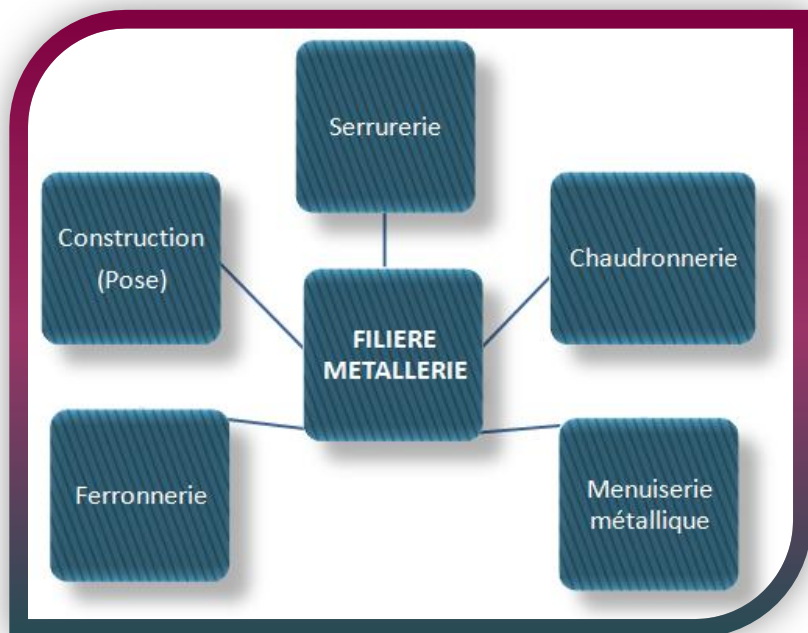 Serrurerie
Construction
(Pose)
Chaudronnerie
FILIERE
METALLERIE
Ferronnerie
Menuiserie
métallique